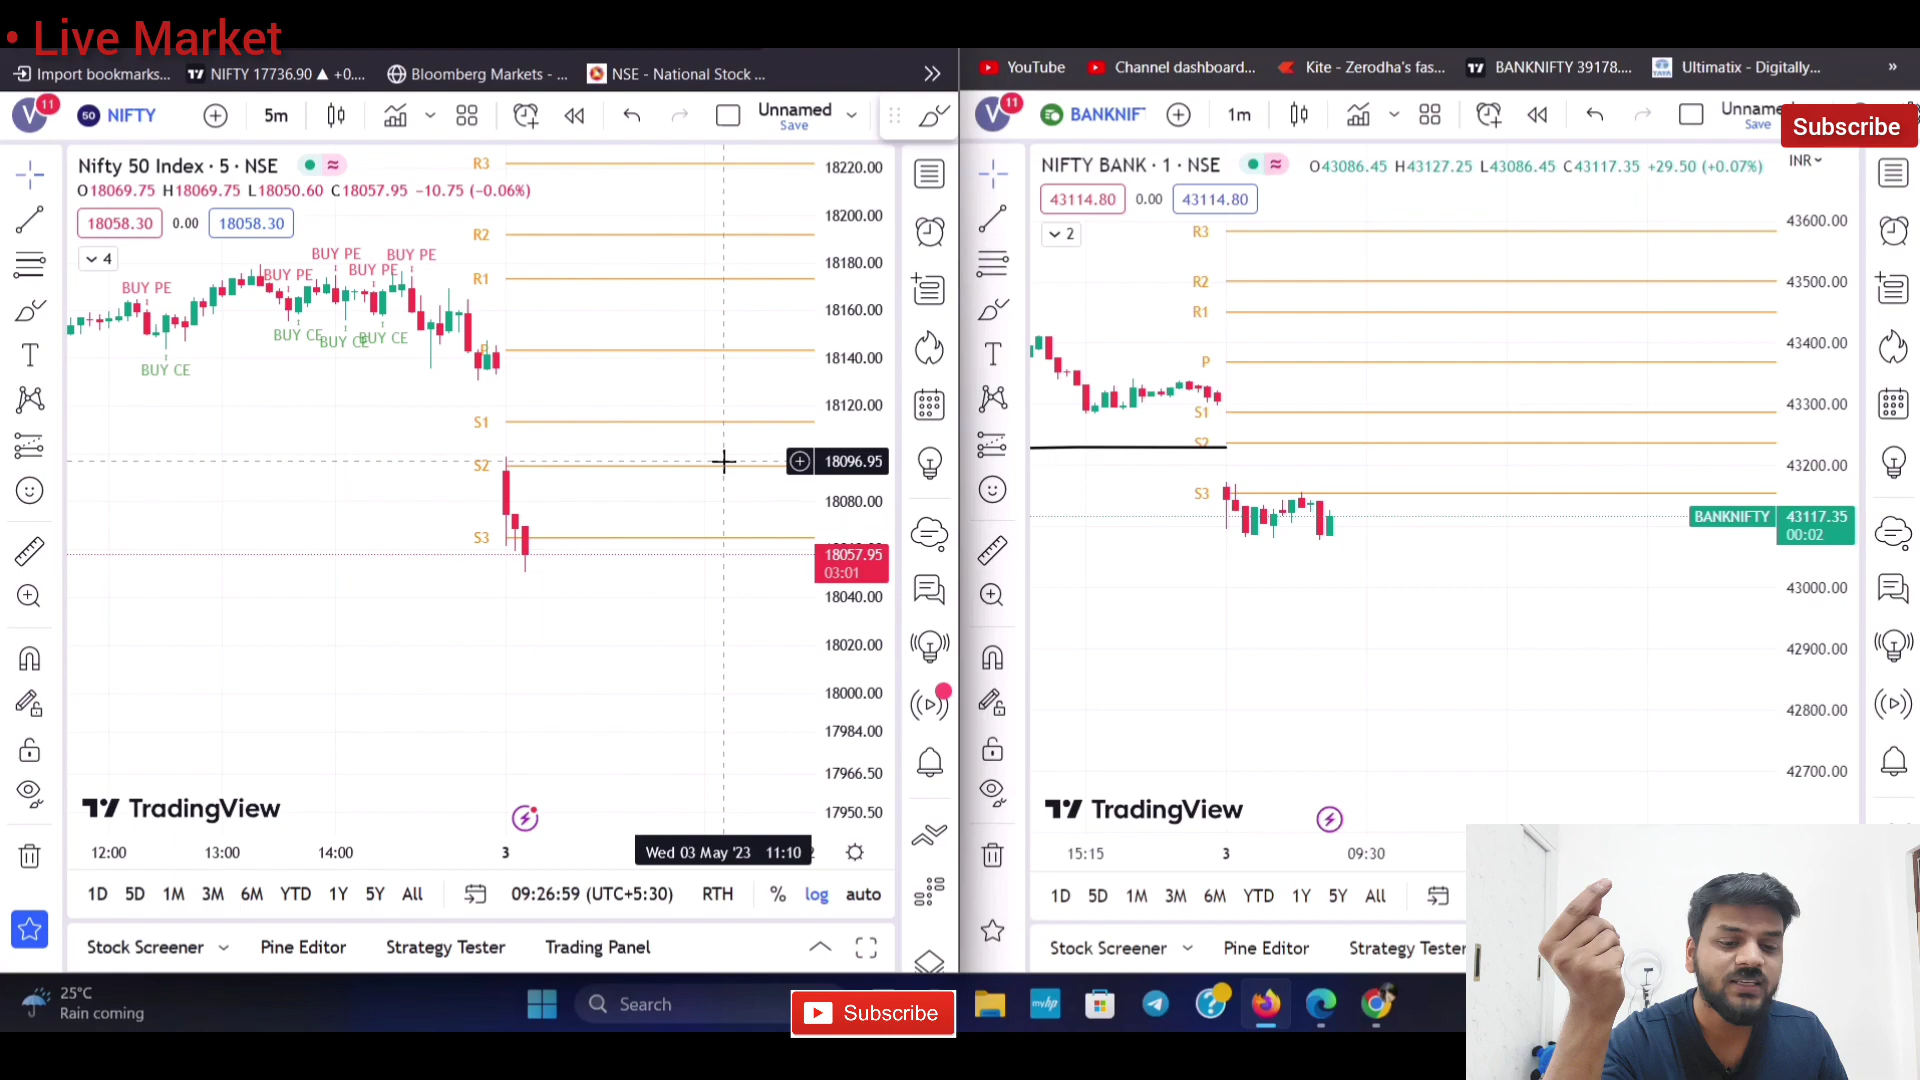 • Live Market
Import bookmarks...
NIFTY 17736.90 ▲ +0....
Bloomberg Markets - ...
NSE - National Stock ...
YouTube
Channel dashboard...
Kite - Zerodha's fas...
BANKNIFTY 39178....
Ultimatix - Digitally...
V 11
50 NIFTY
5m
Unnamed
Save
V 11
BANKNIF
1m
Unname
Save
Subscribe
Nifty 50 Index · 5 · NSE
O18069.75 H18069.75 L18050.60 C18057.95 −10.75 (−0.06%)
18058.30 0.00 18058.30
4
BUY PE
BUY CE
BUY PE
BUY PE
BUY PE
BUY PE
BUY CE
BUY CE
BUY CE
R3
R2
R1
P
S1
S2
S3
18220.00
18200.00
18180.00
18160.00
18140.00
18120.00
18096.95
18080.00
18057.95
03:01
18040.00
18020.00
18000.00
17984.00
17966.50
17950.50
TradingView
12:00 13:00 14:00 3 Wed 03 May '23 11:10
1D 5D 1M 3M 6M YTD 1Y 5Y All 09:26:59 (UTC+5:30) RTH % log auto
Stock Screener Pine Editor Strategy Tester Trading Panel
NIFTY BANK · 1 · NSE
O43086.45 H43127.25 L43086.45 C43117.35 +29.50 (+0.07%)
INR
43114.80 0.00 43114.80
2
R3
R2
R1
P
S1
S2
S3
43600.00
43500.00
43400.00
43300.00
43200.00
BANKNIFTY 43117.35
00:02
43000.00
42900.00
42800.00
42700.00
TradingView
15:15 3 09:30
1D 5D 1M 3M 6M YTD 1Y 5Y All
Stock Screener Pine Editor Strategy Tester
25°C
Rain coming
Search
Subscribe
myhp